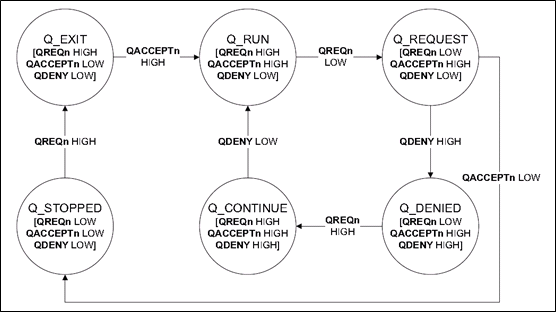 Q_EXIT
[QREQn HIGH
QACCEPTn LOW
QDENY LOW]
QACCEPTn
HIGH
Q_RUN
[QREQn HIGH
QACCEPTn HIGH
QDENY LOW]
QREQn
LOW
Q_REQUEST
[QREQn LOW
QACCEPTn HIGH
QDENY LOW]
QREQn HIGH
QDENY LOW
QDENY HIGH
QACCEPTn LOW
Q_STOPPED
[QREQn LOW
QACCEPTn LOW
QDENY LOW]
Q_CONTINUE
[QREQn HIGH
QACCEPTn HIGH
QDENY HIGH]
QREQn
HIGH
Q_DENIED
[QREQn LOW
QACCEPTn HIGH
QDENY HIGH]